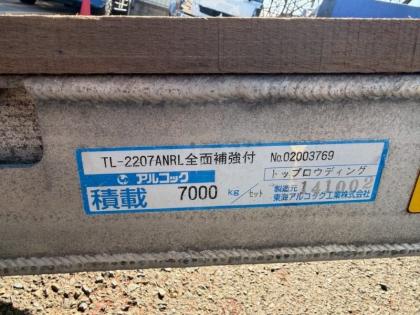 TL-2207ANRL全面補強付 No.02003769
アルコック トップロウディング
積載 7000 kg/セット 製造元 141002
東海アルコック工業株式会社